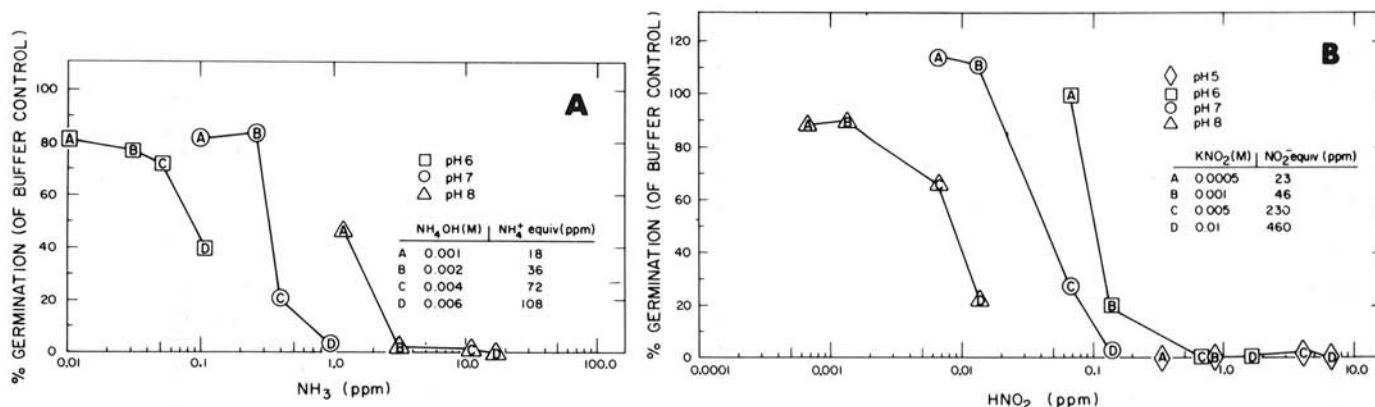 A
% GERMINATION (OF BUFFER CONTROL)
100
80
60
40
20
0
0.01 0.1 1.0 10.0 100.0
NH₃ (ppm)
A B C D
A B C D
A B C D
pH 6
pH 7
pH 8
NH₄OH(M) NH₄⁺ equiv(ppm)
A 0.001 18
B 0.002 36
C 0.004 72
D 0.006 108
B
% GERMINATION (OF BUFFER CONTROL)
120
100
80
60
40
20
0
0.0001 0.001 0.01 0.1 1.0 10.0
HNO₂ (ppm)
A B C D
A B C D
A B C D
A B C D
pH 5
pH 6
pH 7
pH 8
KNO₂(M) NO₂⁻equiv (ppm)
A 0.0005 23
B 0.001 46
C 0.005 230
D 0.01 460